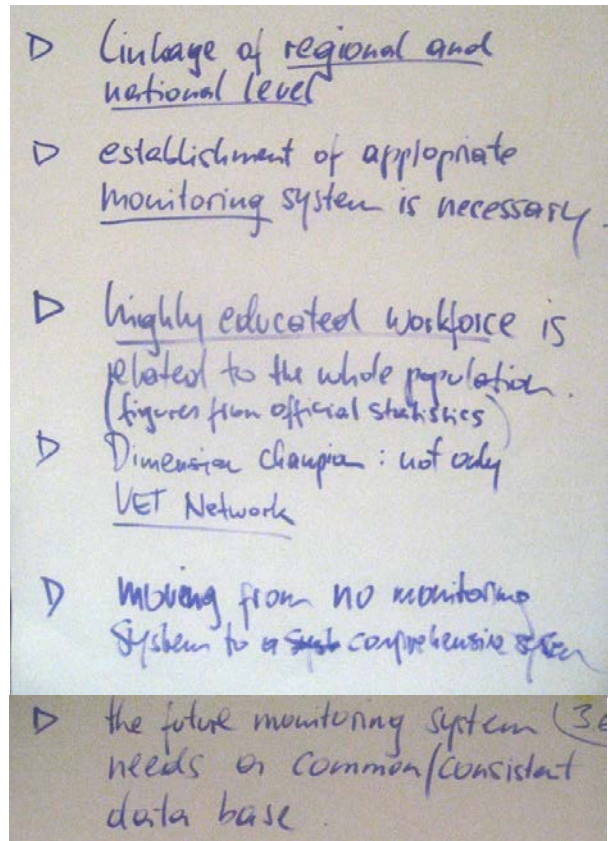 ▷ Linkage of regional and
national level
▷ establishment of applopriate
monitoring system is necessary.
▷ highly educated workforce is
related to the whole population.
(figures from official statistics)
▷ Dimension champion: not only
VET Network
▷ moving from no monitoring
system to a comprehensive system
▷ the future monitoring system (3.
needs a common/consistent
data base.